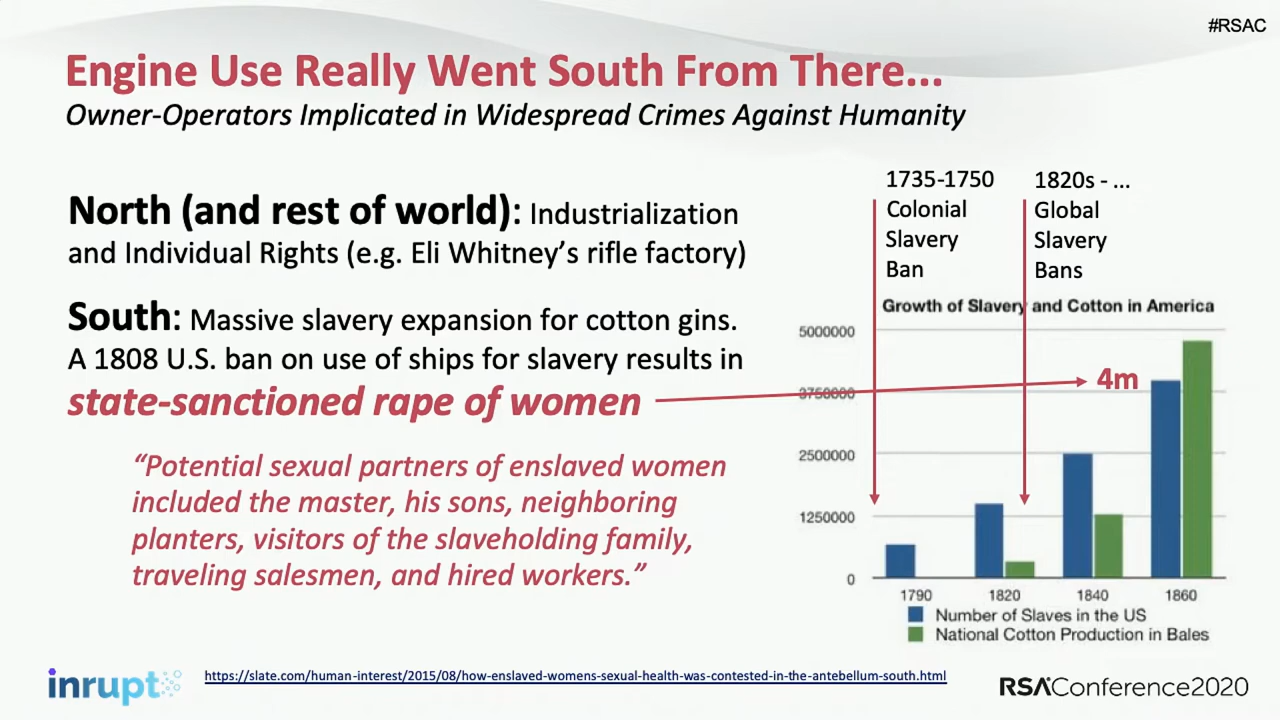 #RSAC
Engine Use Really Went South From There...
Owner-Operators Implicated in Widespread Crimes Against Humanity
North (and rest of world): Industrialization
and Individual Rights (e.g. Eli Whitney’s rifle factory)
South: Massive slavery expansion for cotton gins.
A 1808 U.S. ban on use of ships for slavery results in
state-sanctioned rape of women
“Potential sexual partners of enslaved women
included the master, his sons, neighboring
planters, visitors of the slaveholding family,
traveling salesmen, and hired workers.”
1735-1750
Colonial
Slavery
Ban
1820s - ...
Global
Slavery
Bans
Growth of Slavery and Cotton in America
5000000
3750000
2500000
1250000
0
4m
1790
1820
1840
1860
Number of Slaves in the US
National Cotton Production in Bales
inrupt
https://slate.com/human-interest/2015/08/how-enslaved-womens-sexual-health-was-contested-in-the-antebellum-south.html
RSAConference2020